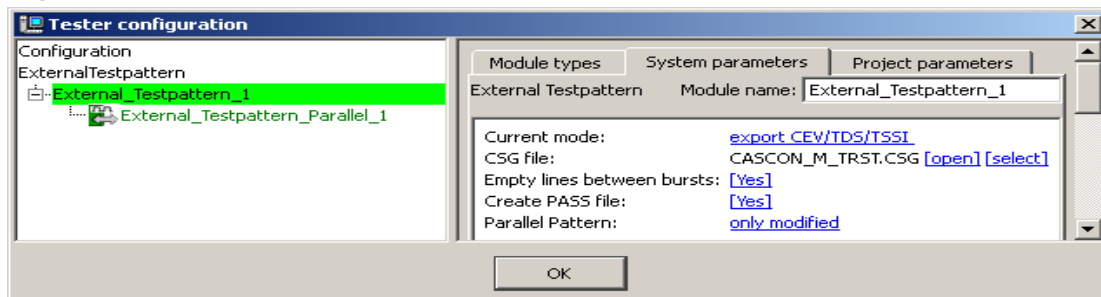 Tester configuration
Configuration
ExternalTestpattern
External_Testpattern_1
External_Testpattern_Parallel_1
Module types System parameters Project parameters
External Testpattern Module name: External_Testpattern_1
Current mode: export CEV/TDS/TSSI
CSG file: CASCON_M_TRST.CSG [open] [select]
Empty lines between bursts: [Yes]
Create PASS file: [Yes]
Parallel Pattern: only modified
OK